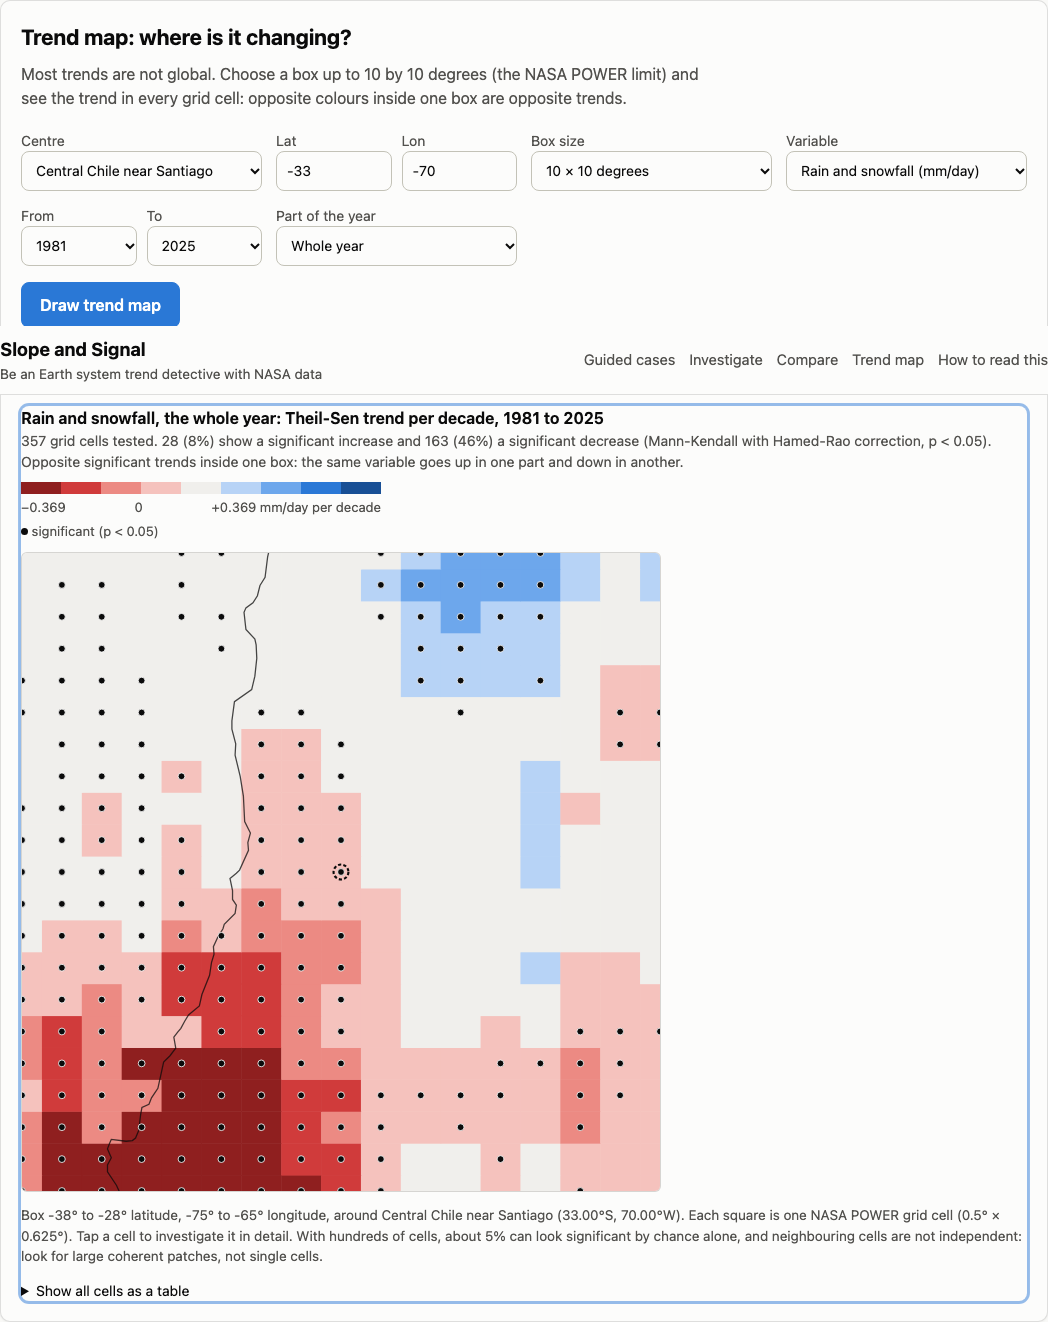 Trend map: where is it changing?
Most trends are not global. Choose a box up to 10 by 10 degrees (the NASA POWER limit) and
see the trend in every grid cell: opposite colours inside one box are opposite trends.
Centre Lat Lon Box size Variable
Central Chile near Santiago -33 -70 10 × 10 degrees Rain and snowfall (mm/day)
From To Part of the year
1981 2025 Whole year
Draw trend map
Slope and Signal
Be an Earth system trend detective with NASA data
Guided cases Investigate Compare Trend map How to read this
Rain and snowfall, the whole year: Theil-Sen trend per decade, 1981 to 2025
357 grid cells tested. 28 (8%) show a significant increase and 163 (46%) a significant decrease (Mann-Kendall with Hamed-Rao correction, p < 0.05).
Opposite significant trends inside one box: the same variable goes up in one part and down in another.
−0.369 0 +0.369 mm/day per decade
significant (p < 0.05)
Box -38° to -28° latitude, -75° to -65° longitude, around Central Chile near Santiago (33.00°S, 70.00°W). Each square is one NASA POWER grid cell (0.5° ×
0.625°). Tap a cell to investigate it in detail. With hundreds of cells, about 5% can look significant by chance alone, and neighbouring cells are not independent:
look for large coherent patches, not single cells.
Show all cells as a table